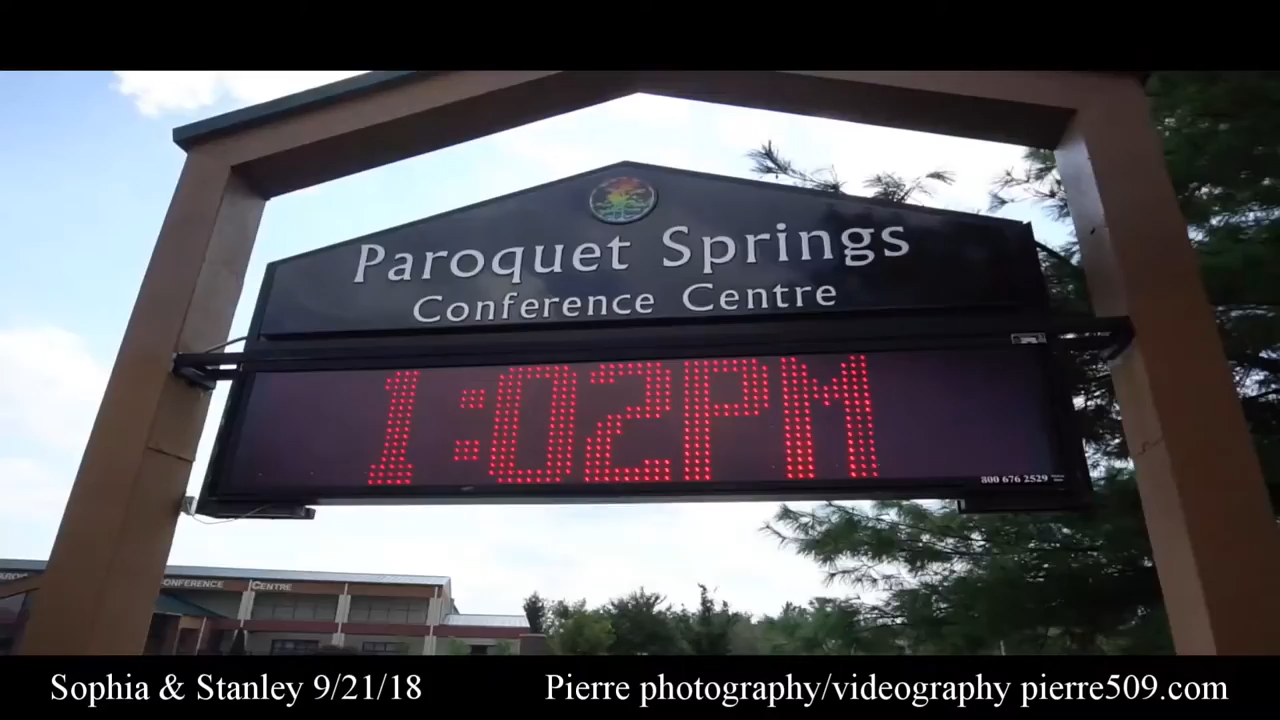 Paroquet Springs
Conference Centre
1:02PM
800 676 2529
CONFERENCE CENTRE
Sophia & Stanley 9/21/18
Pierre photography/videography pierre509.com